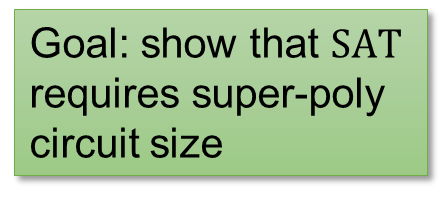 Goal: show that SAT
requires super-poly
circuit size